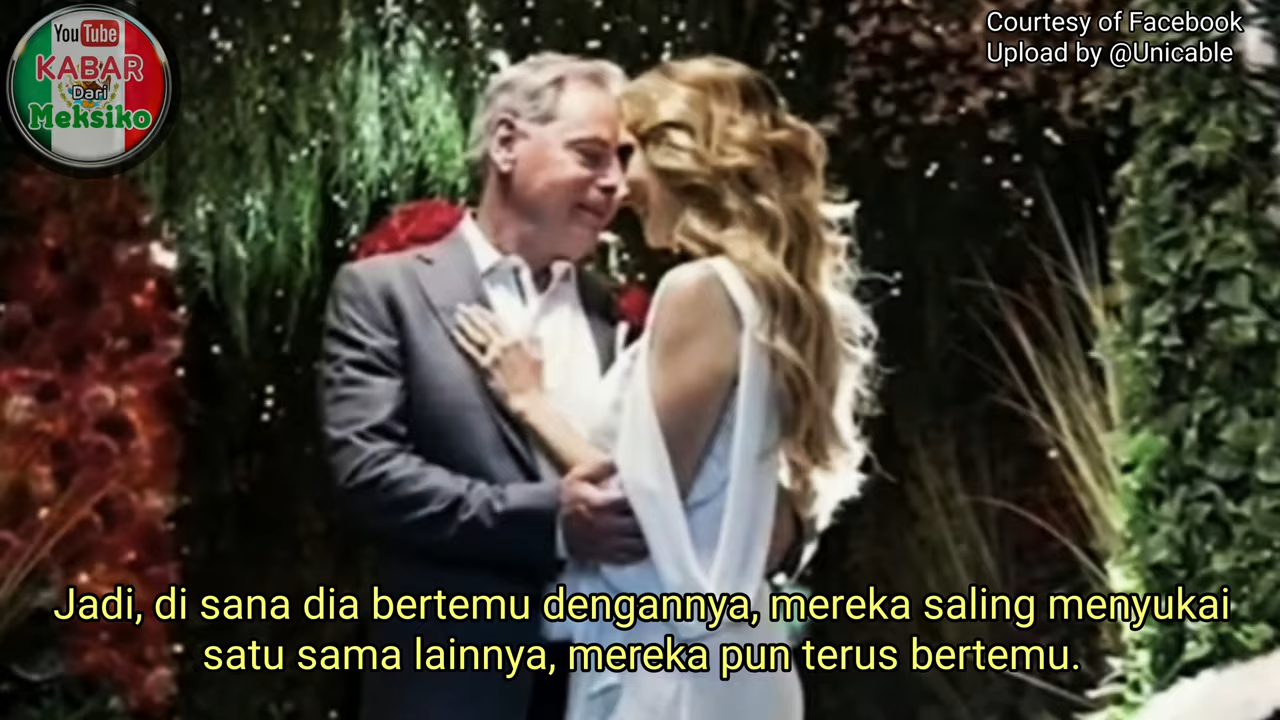 YouTube
KABAR
Dari
Meksiko
Courtesy of Facebook
Upload by @Unicable
Jadi, di sana dia bertemu dengannya, mereka saling menyukai
satu sama lainnya, mereka pun terus bertemu.